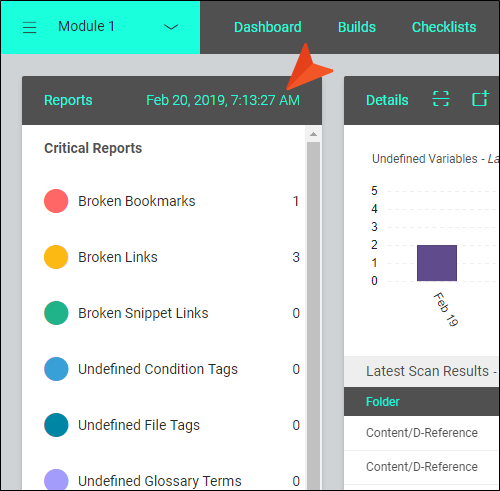 Module 1
Dashboard Builds Checklists
Reports Feb 20, 2019, 7:13:27 AM
Critical Reports
Broken Bookmarks 1
Broken Links 3
Broken Snippet Links 0
Undefined Condition Tags 0
Undefined File Tags 0
Undefined Glossary Terms 0
Details
Undefined Variables - La
5
4
3
2
1
0
Feb 19
Latest Scan Results -
Folder
Content/D-Reference
Content/D-Reference